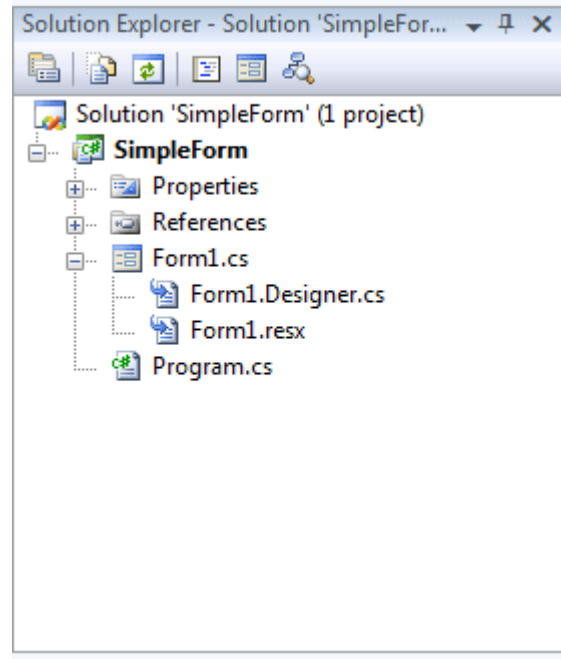 Solution Explorer - Solution 'SimpleFor...
Solution 'SimpleForm' (1 project)
SimpleForm
Properties
References
Form1.cs
Form1.Designer.cs
Form1.resx
Program.cs